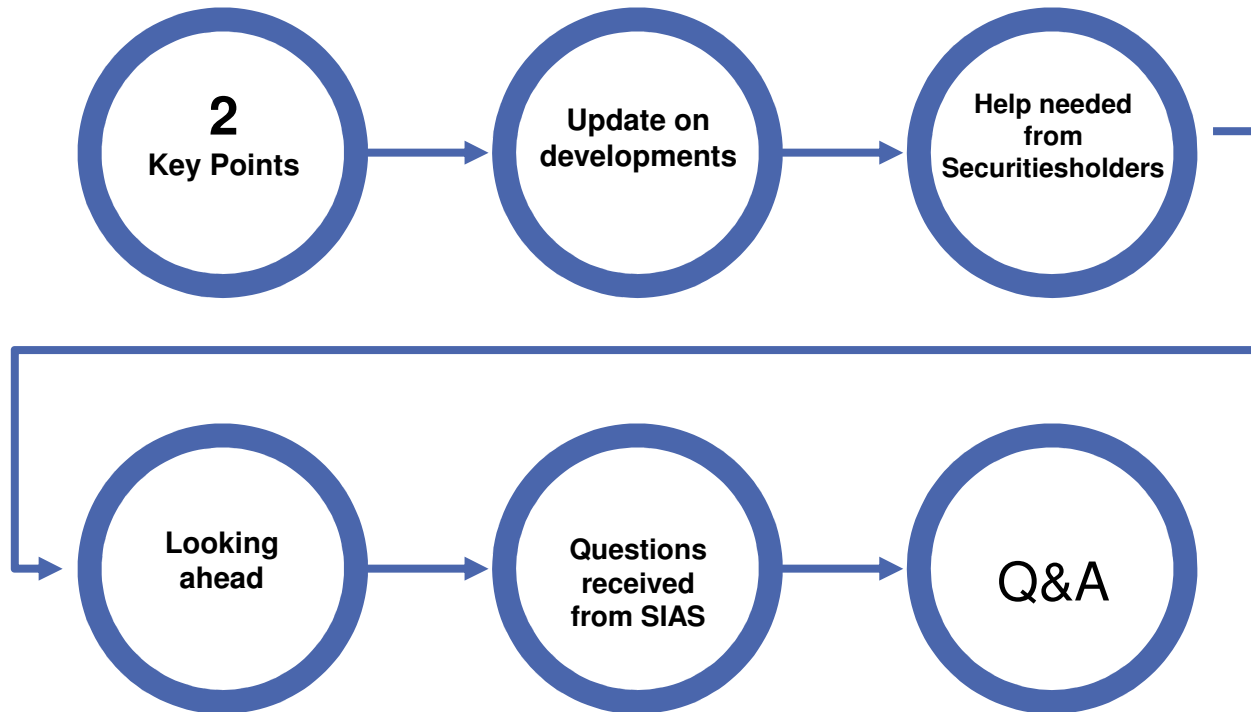 2
Key Points
Update on
developments
Help needed
from
Securitiesholders
Looking
ahead
Questions
received
from SIAS
Q&A